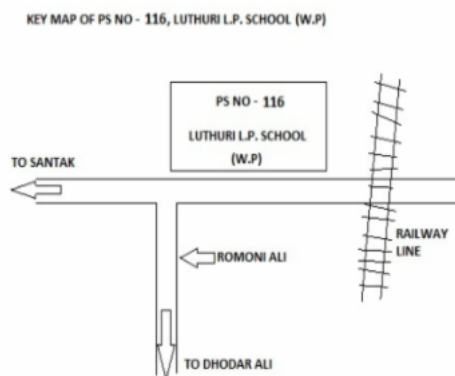 KEY MAP OF PS NO - 116, LUTHURI L.P. SCHOOL (W.P)
PS NO - 116
LUTHURI L.P. SCHOOL
(W.P)
TO SANTAK
RAILWAY
LINE
ROMONI ALI
TO DHODAR ALI